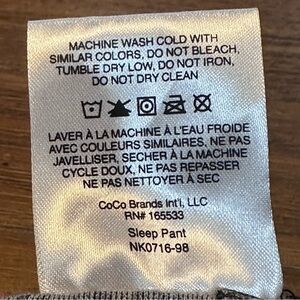 MACHINE WASH COLD WITH
SIMILAR COLORS, DO NOT BLEACH,
TUMBLE DRY LOW, DO NOT IRON,
DO NOT DRY CLEAN
LAVER À LA MACHINE À L'EAU FROIDE
AVEC COULEURS SIMILAIRES, NE PAS
JAVELLISER, SECHER À LA MACHINE
CYCLE DOUX, NE PAS REPASSER
NE PAS NETTOYER À SEC
CoCo Brands Int'l, LLC
RN# 165533
Sleep Pant
NK0716-98